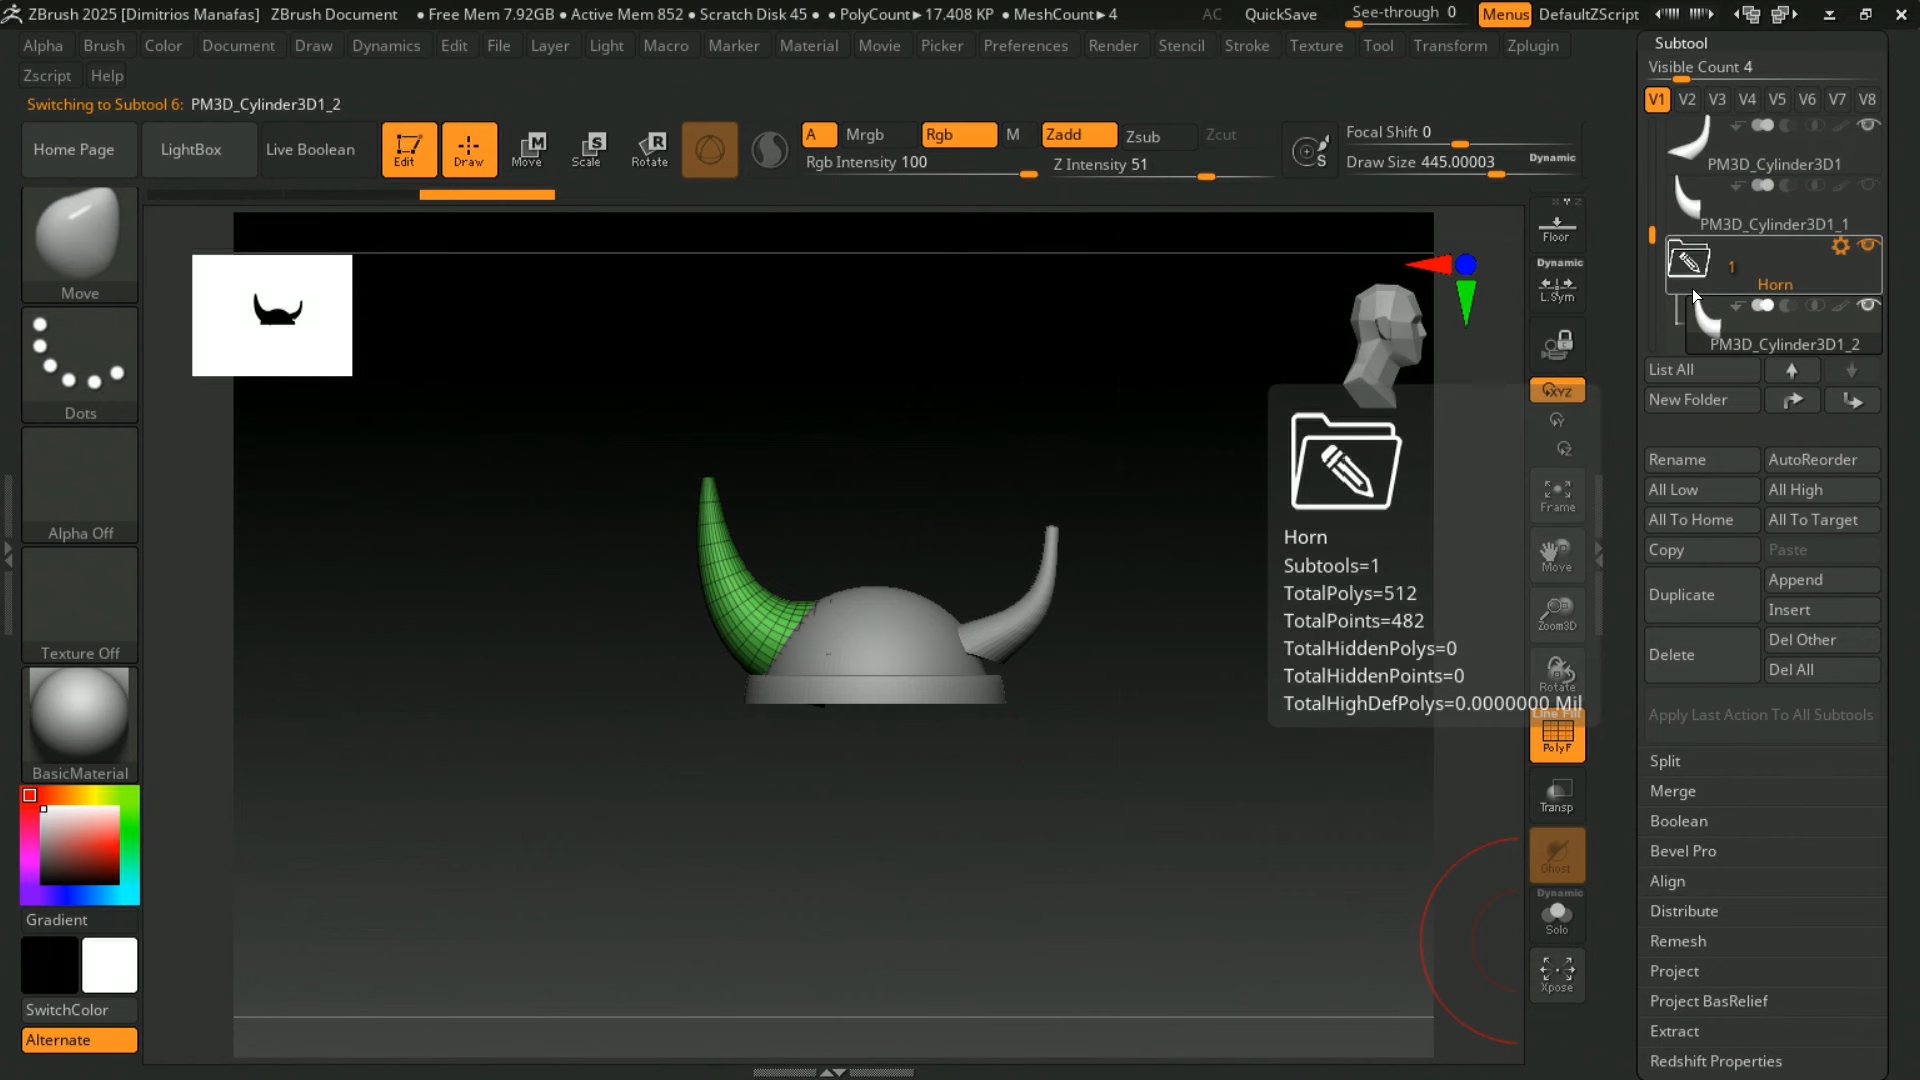 ZBrush 2025 [Dimitrios Manafas] ZBrush Document • Free Mem 7.92GB • Active Mem 852 • Scratch Disk 45 • • PolyCount► 17.408 KP • MeshCount► 4 AC QuickSave See-through 0 Menus DefaultZScript
Alpha Brush Color Document Draw Dynamics Edit File Layer Light Macro Marker Material Movie Picker Preferences Render Stencil Stroke Texture Tool Transform Zplugin
Zscript Help
Switching to Subtool 6: PM3D_Cylinder3D1_2
Home Page LightBox Live Boolean Edit Draw Move Scale Rotate
A Mrgb Rgb M Zadd Zsub Zcut
Rgb Intensity 100 Z Intensity 51
S
Focal Shift 0
Draw Size 445.00003 Dynamic
Move
Dots
Alpha Off
Texture Off
BasicMaterial
Gradient
SwitchColor
Alternate
Horn
Subtools=1
TotalPolys=512
TotalPoints=482
TotalHiddenPolys=0
TotalHiddenPoints=0
TotalHighDefPolys=0.0000000 Mil
Floor
Dynamic
L.Sym
XYZ
Y
Z
Frame
Move
Zoom3D
Rotate
Line Fill
PolyF
Transp
Ghost
Dynamic
Solo
Xpose
Subtool
Visible Count 4
V1 V2 V3 V4 V5 V6 V7 V8
PM3D_Cylinder3D1
PM3D_Cylinder3D1_1
1
Horn
PM3D_Cylinder3D1_2
List All
New Folder
Rename AutoReorder
All Low All High
All To Home All To Target
Copy Paste
Duplicate Append
Insert
Delete Del Other
Del All
Apply Last Action To All Subtools
Split
Merge
Boolean
Bevel Pro
Align
Distribute
Remesh
Project
Project BasRelief
Extract
Redshift Properties